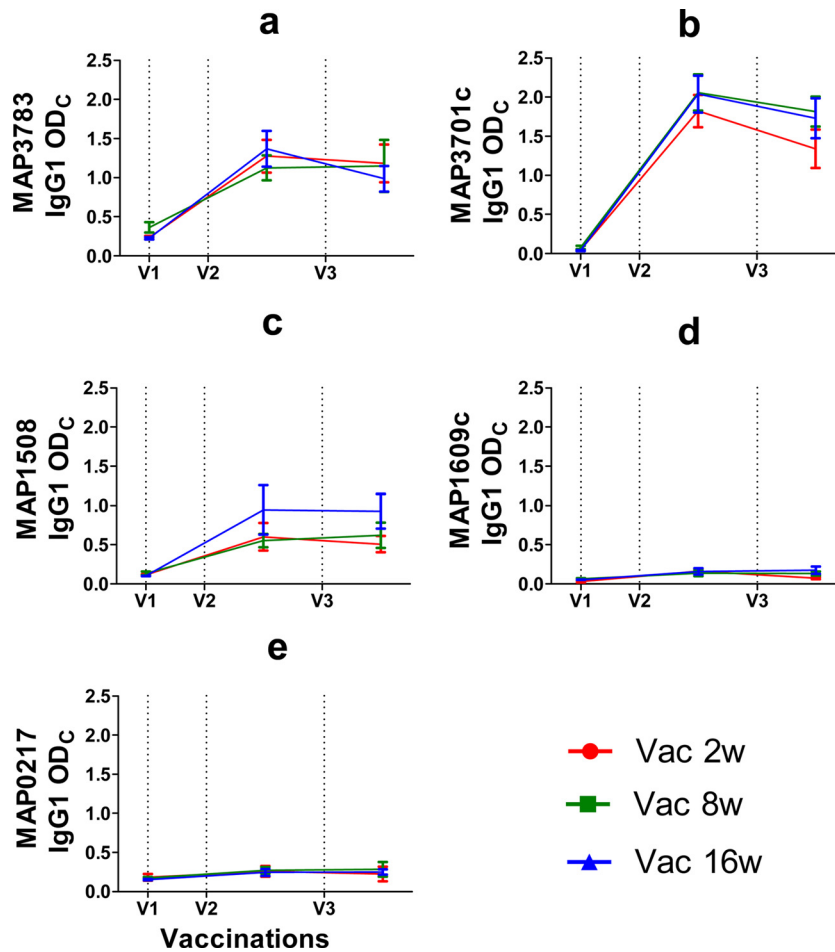 a
MAP3783
IgG1 ODC
2.5
2.0
1.5
1.0
0.5
0.0
V1 V2 V3
b
MAP3701c
IgG1 ODC
2.5
2.0
1.5
1.0
0.5
0.0
V1 V2 V3
c
MAP1508
IgG1 ODC
2.5
2.0
1.5
1.0
0.5
0.0
V1 V2 V3
d
MAP1609c
IgG1 ODC
2.5
2.0
1.5
1.0
0.5
0.0
V1 V2 V3
e
MAP0217
IgG1 ODC
2.5
2.0
1.5
1.0
0.5
0.0
V1 V2 V3
Vaccinations
Vac 2w
Vac 8w
Vac 16w